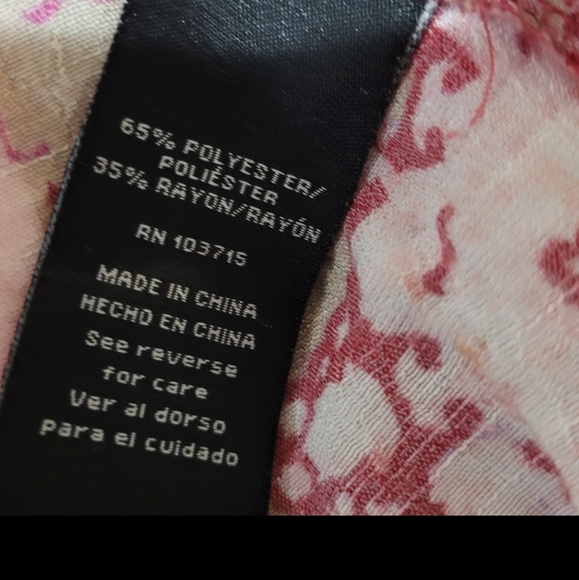 65% POLYESTER/
POLIÉSTER
35% RAYON/RAYÓN
RN 103715
MADE IN CHINA
HECHO EN CHINA
See reverse
for care
Ver al dorso
para el cuidado